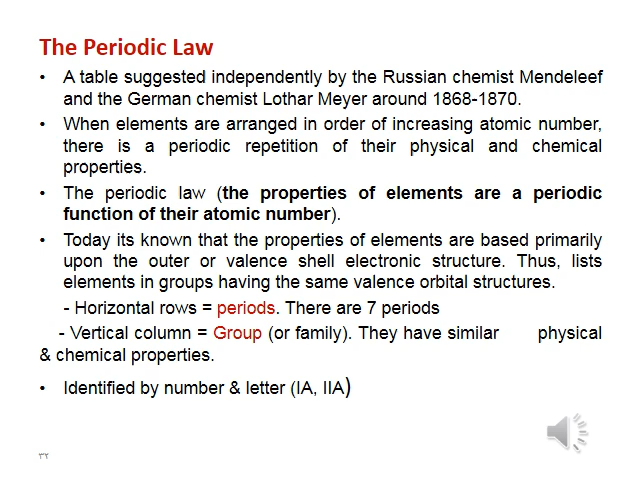 The Periodic Law
• A table suggested independently by the Russian chemist Mendeleef
and the German chemist Lothar Meyer around 1868-1870.
• When elements are arranged in order of increasing atomic number,
there is a periodic repetition of their physical and chemical
properties.
• The periodic law (the properties of elements are a periodic
function of their atomic number).
• Today its known that the properties of elements are based primarily
upon the outer or valence shell electronic structure. Thus, lists
elements in groups having the same valence orbital structures.
- Horizontal rows = periods. There are 7 periods
- Vertical column = Group (or family). They have similar physical
& chemical properties.
• Identified by number & letter (IA, IIA)
٣٢